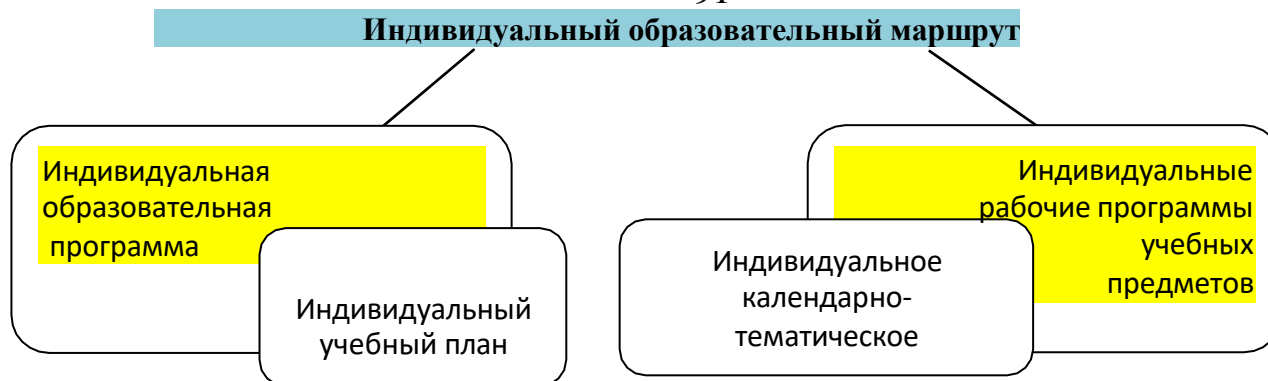 Индивидуальный образовательный маршрут
Индивидуальная
образовательная
программа
Индивидуальный
учебный план
Индивидуальное
календарно-
тематическое
Индивидуальные
рабочие программы
учебных
предметов